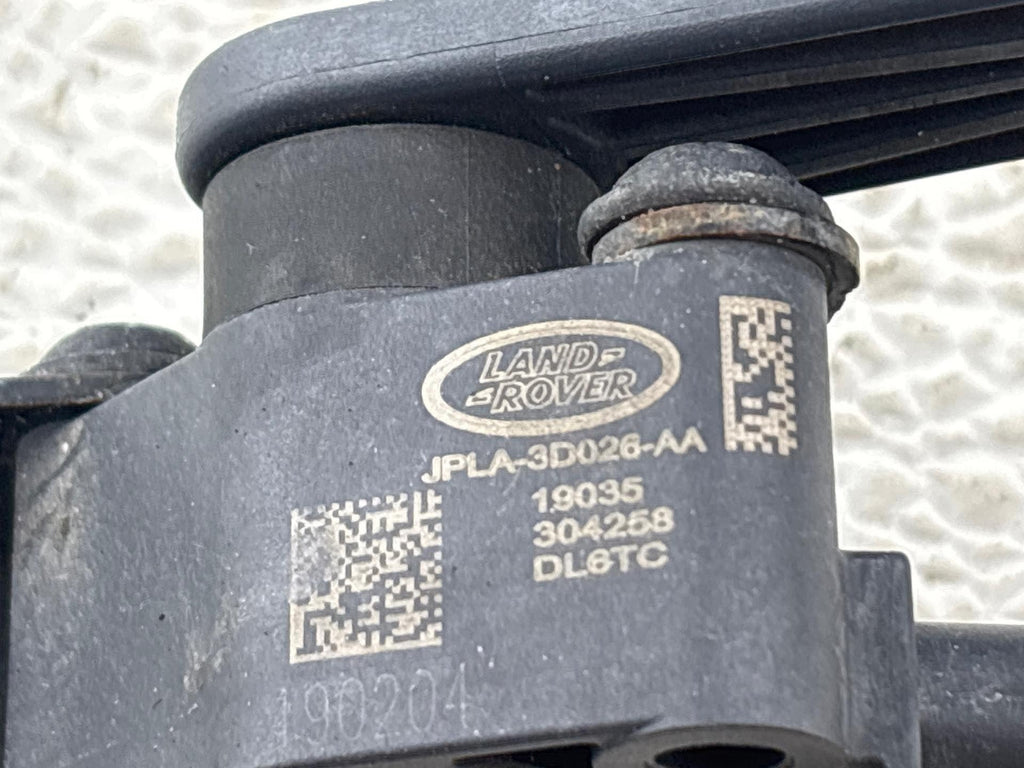 LAND-
-ROVER
JPLA-3D026-AA
19035
304258
DL6TC
190204